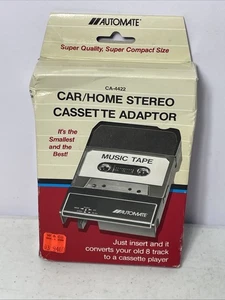 AUTOMATE
Super Quality, Super Compact Size
CA-4422
CAR/HOME STEREO
CASSETTE ADAPTOR
It's the
Smallest
and the
Best!
MUSIC TAPE
AUTOMATE
Just insert and it
converts your old 8 track
to a cassette player